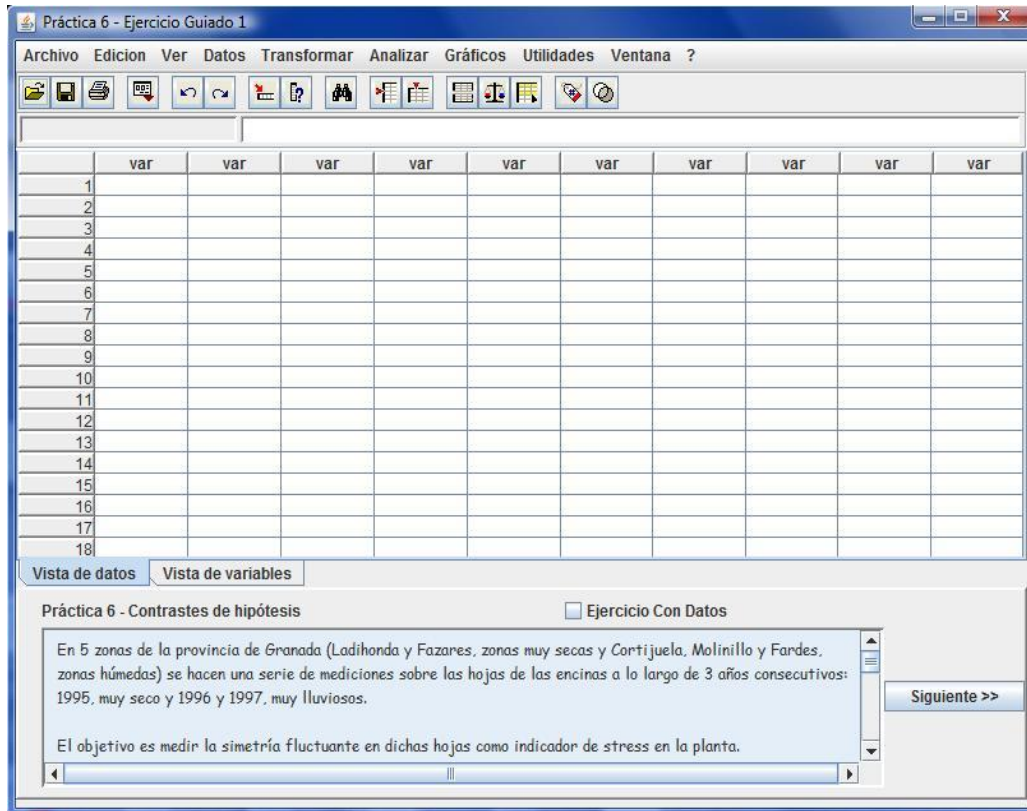 Práctica 6 - Ejercicio Guiado 1
Archivo Edicion Ver Datos Transformar Analizar Gráficos Utilidades Ventana ?
var var var var var var var var var var
1
2
3
4
5
6
7
8
9
10
11
12
13
14
15
16
17
18
Vista de datos Vista de variables
Práctica 6 - Contrastes de hipótesis Ejercicio Con Datos
En 5 zonas de la provincia de Granada (Ladihonda y Fazares, zonas muy secas y Cortijuela, Molinillo y Fardes,
zonas húmedas) se hacen una serie de mediciones sobre las hojas de las encinas a lo largo de 3 años consecutivos:
1995, muy seco y 1996 y 1997, muy lluviosos.
El objetivo es medir la simetría fluctuante en dichas hojas como indicador de stress en la planta.
Siguiente >>